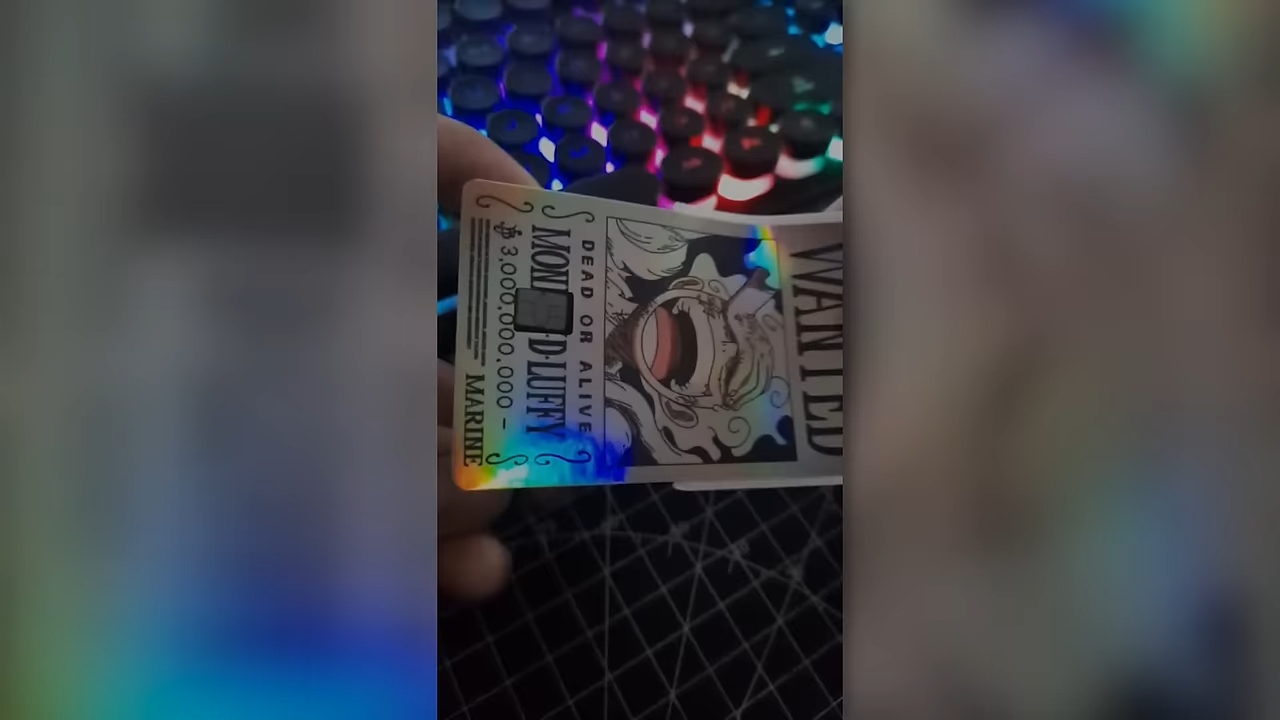 WANTED
DEAD OR ALIVE
MON D·LUFFY
฿ 3,000,000,000 -
MARINE